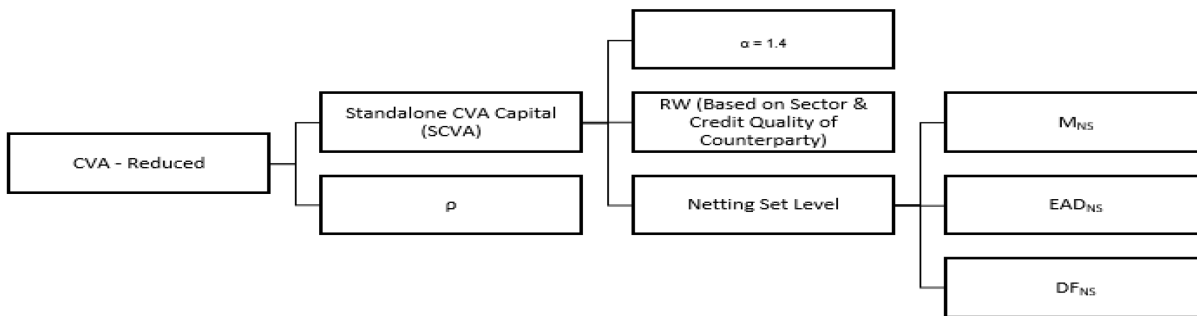 α = 1.4
Standalone CVA Capital
(SCVA)
RW (Based on Sector &
Credit Quality of
Counterparty)
MNS
CVA - Reduced
ρ
Netting Set Level
EADNS
DFNS